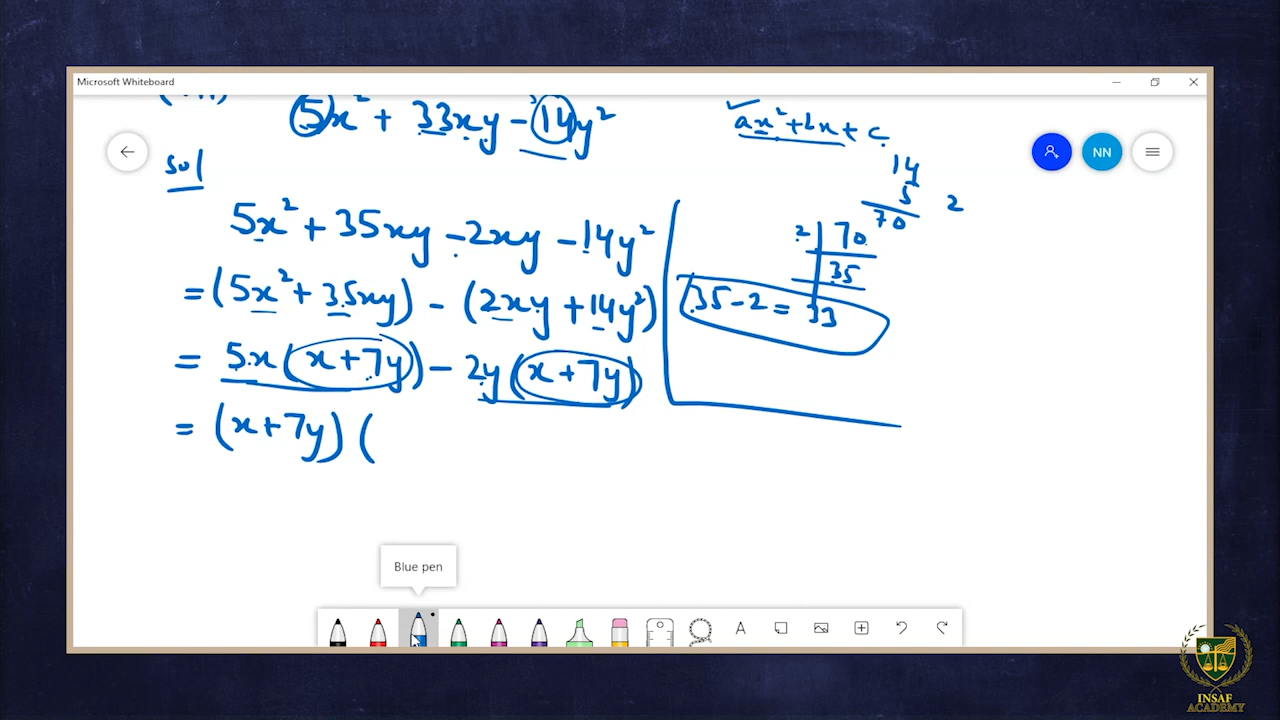 Microsoft Whiteboard
5x² + 33xy - 14y²
ax² + bx + c
sol
14
5
70
2
NN
5x² + 35xy - 2xy - 14y²
2 | 70
35
= (5x² + 35xy) - (2xy + 14y²)
35 - 2 = 33
= 5x(x + 7y) - 2y(x + 7y)
= (x + 7y) (
Blue pen
A
INSAF
ACADEMY